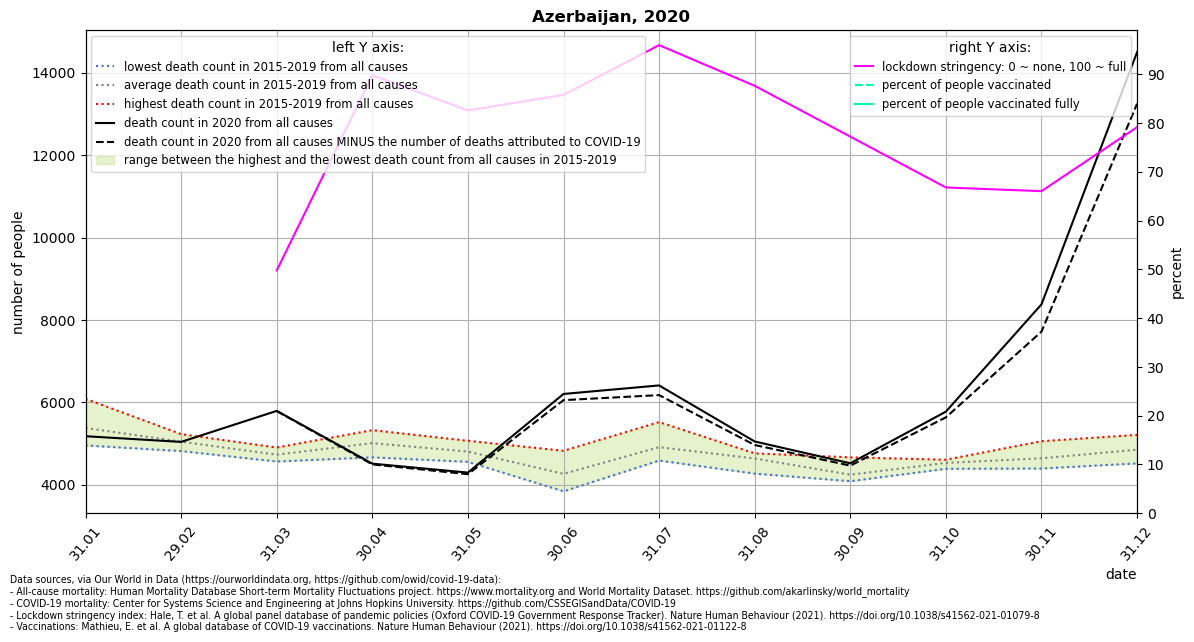 Azerbaijan, 2020
left Y axis:
lowest death count in 2015-2019 from all causes
average death count in 2015-2019 from all causes
highest death count in 2015-2019 from all causes
death count in 2020 from all causes
death count in 2020 from all causes MINUS the number of deaths attributed to COVID-19
range between the highest and the lowest death count from all causes in 2015-2019
right Y axis:
lockdown stringency: 0 ~ none, 100 ~ full
percent of people vaccinated
percent of people vaccinated fully
number of people
14000
12000
10000
8000
6000
4000
percent
90
80
70
60
50
40
30
20
10
0
31.01
29.02
31.03
30.04
31.05
30.06
31.07
31.08
30.09
31.10
30.11
31.12
date
Data sources, via Our World in Data (https://ourworldindata.org, https://github.com/owid/covid-19-data):
- All-cause mortality: Human Mortality Database Short-term Mortality Fluctuations project. https://www.mortality.org and World Mortality Dataset. https://github.com/akarlinsky/world_mortality
- COVID-19 mortality: Center for Systems Science and Engineering at Johns Hopkins University. https://github.com/CSSEGISandData/COVID-19
- Lockdown stringency index: Hale, T. et al. A global panel database of pandemic policies (Oxford COVID-19 Government Response Tracker). Nature Human Behaviour (2021). https://doi.org/10.1038/s41562-021-01079-8
- Vaccinations: Mathieu, E. et al. A global database of COVID-19 vaccinations. Nature Human Behaviour (2021). https://doi.org/10.1038/s41562-021-01122-8